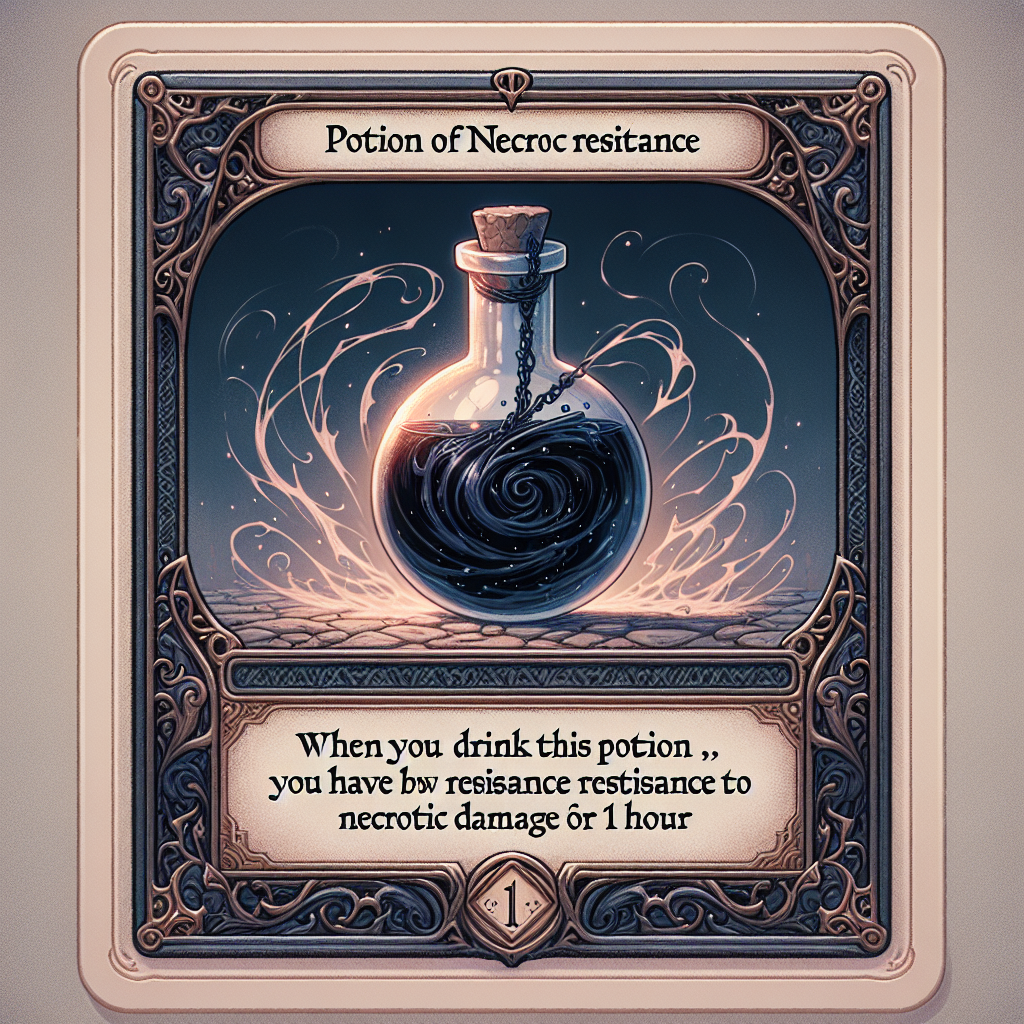 Potion of Necroc resitance
When you drink this potion ,,
you have bw resisance restisance to
necrotic damage ôr 1 hour
1